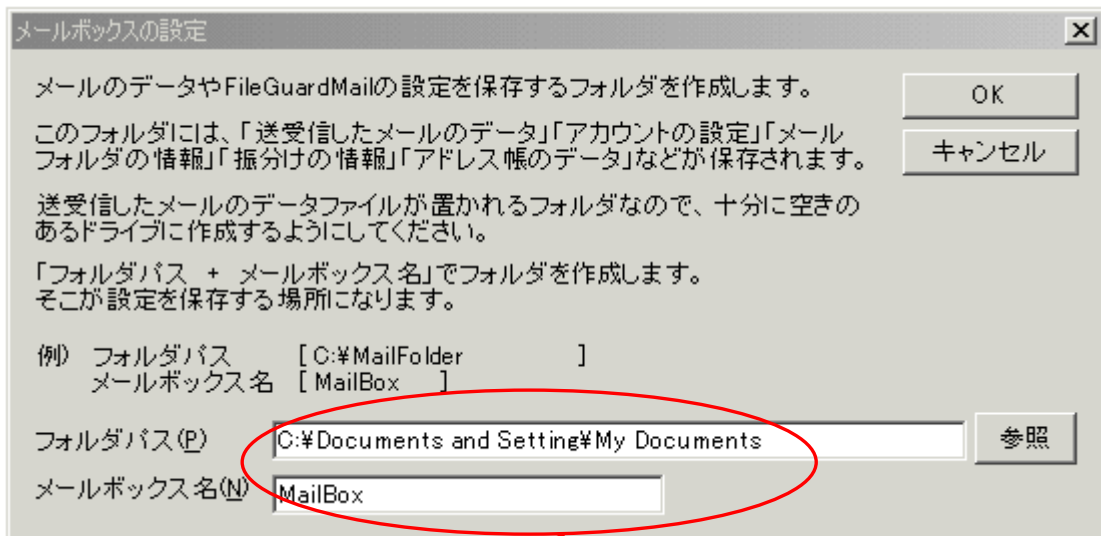 メールボックスの設定
メールのデータやFileGuardMailの設定を保存するフォルダを作成します。
OK
このフォルダには、「送受信したメールのデータ」「アカウントの設定」「メール
フォルダの情報」「振分けの情報」「アドレス帳のデータ」などが保存されます。
キャンセル
送受信したメールのデータファイルが置かれるフォルダなので、十分に空きの
あるドライブに作成するようにしてください。
「フォルダパス + メールボックス名」でフォルダを作成します。
そこが設定を保存する場所になります。
例) フォルダパス [C:¥MailFolder ]
メールボックス名 [MailBox ]
フォルダパス(P) C:¥Documents and Setting¥My Documents 参照
メールボックス名(N) MailBox